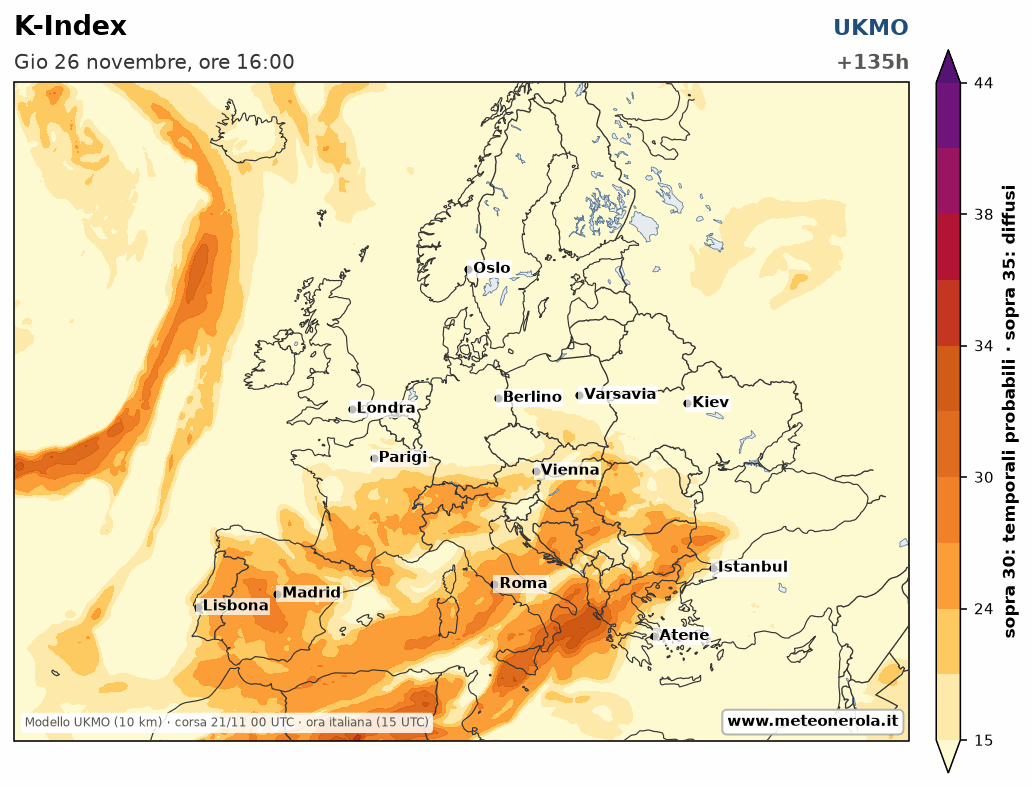 K-Index
UKMO
Gio 26 novembre, ore 16:00
+135h
Oslo
Londra
Berlino
Varsavia
Kiev
Parigi
Vienna
Istanbul
Roma
Madrid
Lisbona
Atene
Modello UKMO (10 km) · corsa 21/11 00 UTC · ora italiana (15 UTC)
www.meteonerola.it
44
38
34
30
24
15
sopra 30: temporali probabili · sopra 35: diffusi